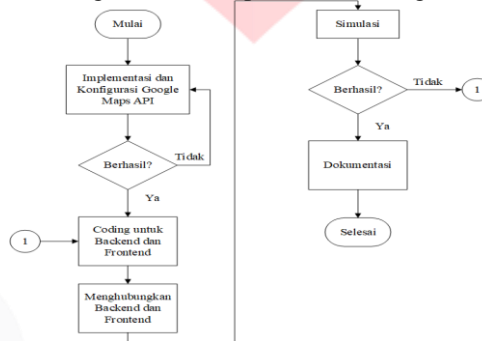 Mulai
Implementasi dan
Konfigurasi Google
Maps API
Berhasil?
Tidak
Ya
1
Coding untuk
Backend dan
Frontend
Menghubungkan
Backend dan
Frontend
Simulasi
Berhasil?
Tidak
1
Ya
Dokumentasi
Selesai